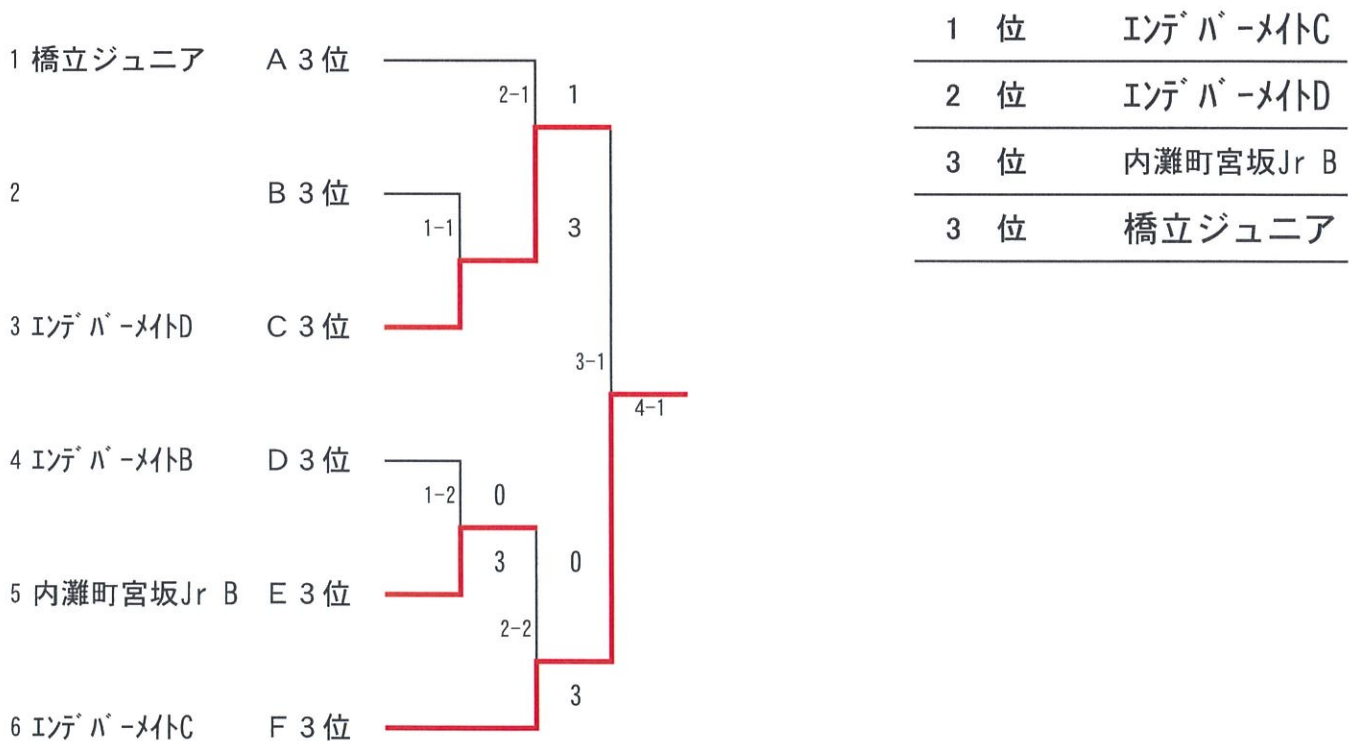 1 橋立ジュニア A 3位
2-1
1
2 B 3位
1-1
3
3 エンデバーメイトD C 3位
3-1
4-1
4 エンデバーメイトB D 3位
1-2
0
3
0
5 内灘町宮坂Jr B E 3位
2-2
3
6 エンデバーメイトC F 3位
1 位 エンデバーメイトC
2 位 エンデバーメイトD
3 位 内灘町宮坂Jr B
3 位 橋立ジュニア